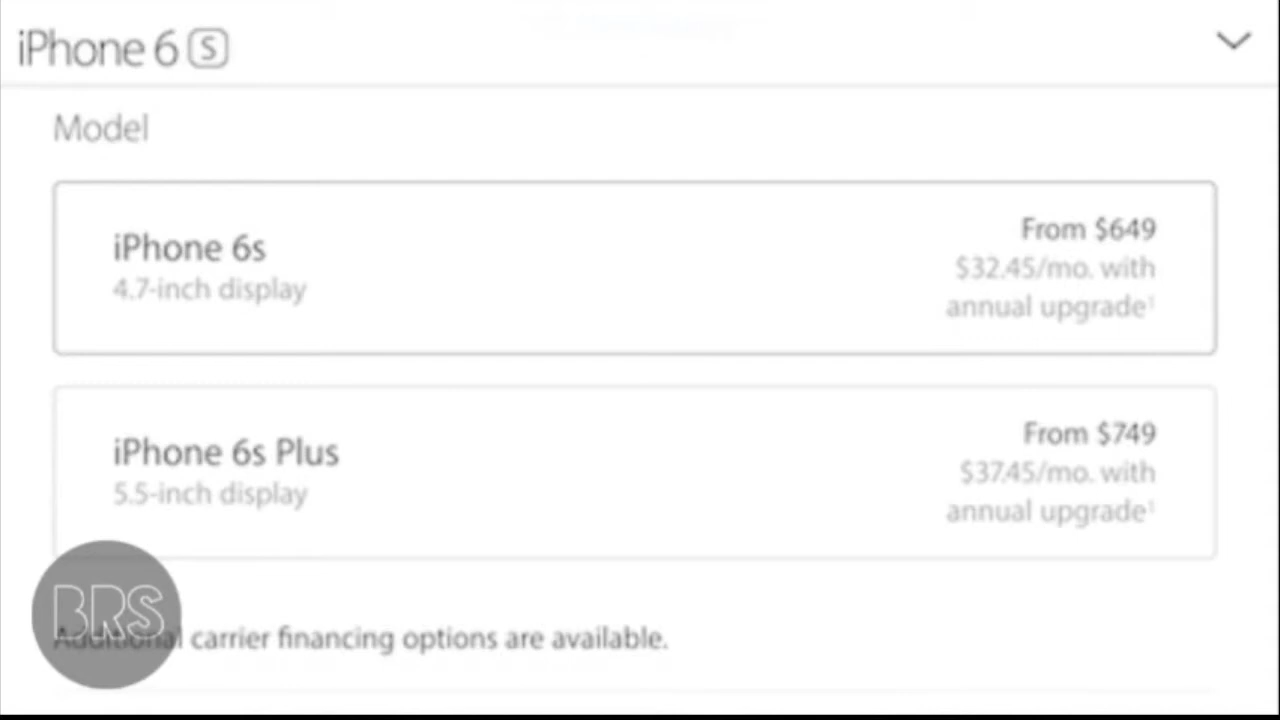 iPhone 6 S
Model
iPhone 6s
4.7-inch display
From $649
$32.45/mo. with
annual upgrade¹
iPhone 6s Plus
5.5-inch display
From $749
$37.45/mo. with
annual upgrade¹
BRS
Additional carrier financing options are available.